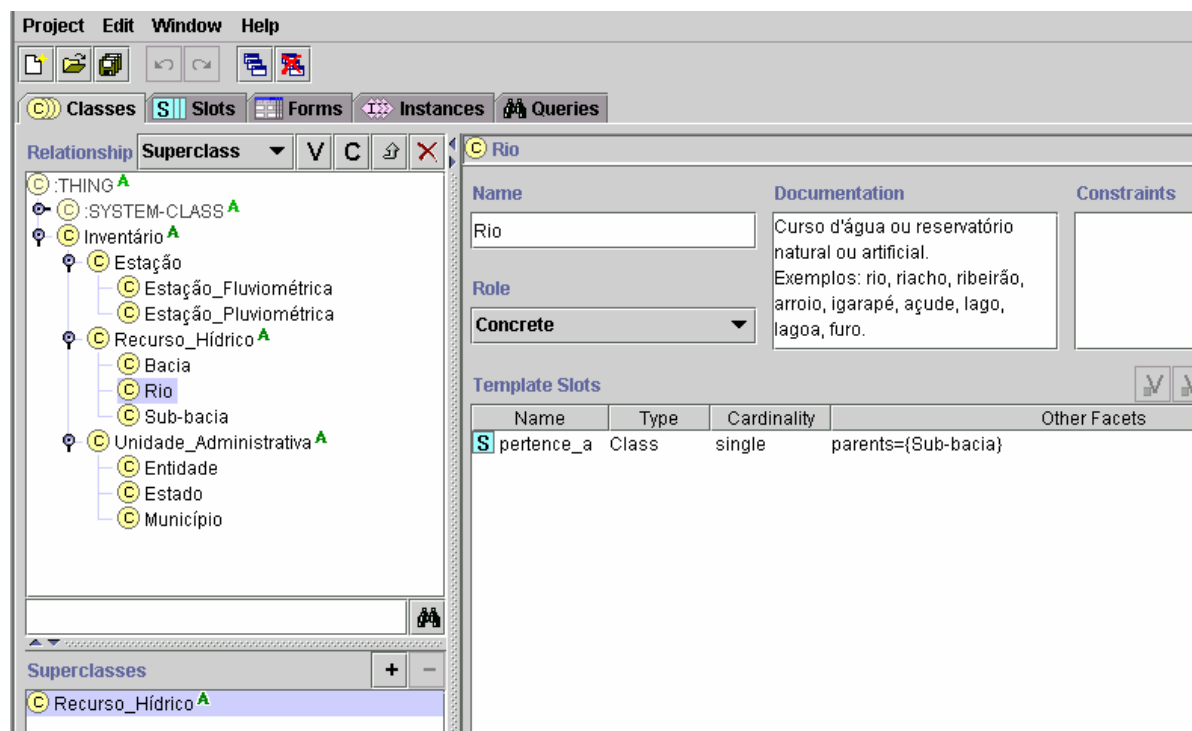 Project Edit Window Help
Classes S Slots Forms Instances Queries
Relationship Superclass V C
C :THING A
C :SYSTEM-CLASS A
C Inventário A
C Estação
C Estação_Fluviométrica
C Estação_Pluviométrica
C Recurso_Hídrico A
C Bacia
C Rio
C Sub-bacia
C Unidade_Administrativa A
C Entidade
C Estado
C Município
Superclasses + −
C Recurso_Hídrico A
C Rio
Name
Rio
Role
Concrete
Documentation
Curso d'água ou reservatório
natural ou artificial.
Exemplos: rio, riacho, ribeirão,
arroio, igarapé, açude, lago,
lagoa, furo.
Constraints
Template Slots V
Name Type Cardinality Other Facets
S pertence_a Class single parents={Sub-bacia}